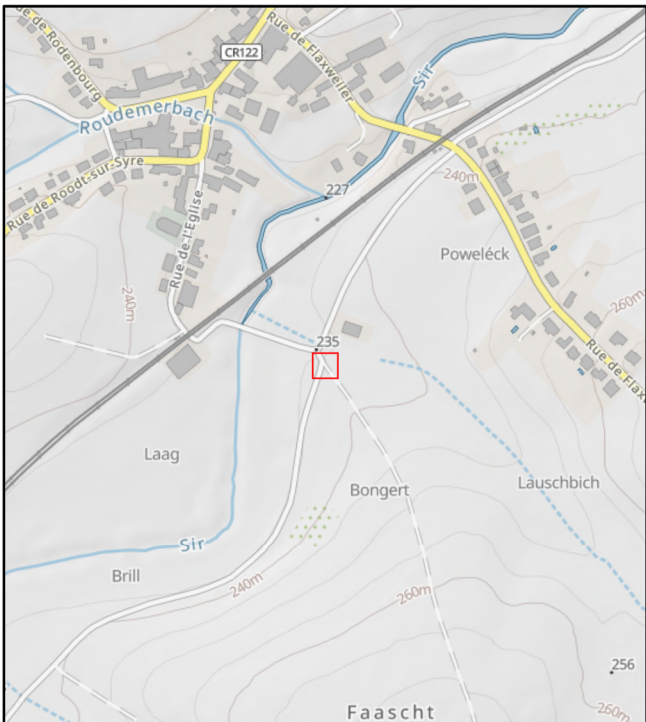 Rue de Rodenbourg
CR122
Rue de Flaxweiler
Sir
Roudemerbach
Rue de Roodt-sur-Syre
227
240m
Rue de l'Eglise
Poweléck
240m
260m
235
Rue de Flax
Laag
Bongert
Lauschbich
Sir
Brill
240m
260m
256
Faascht
260m